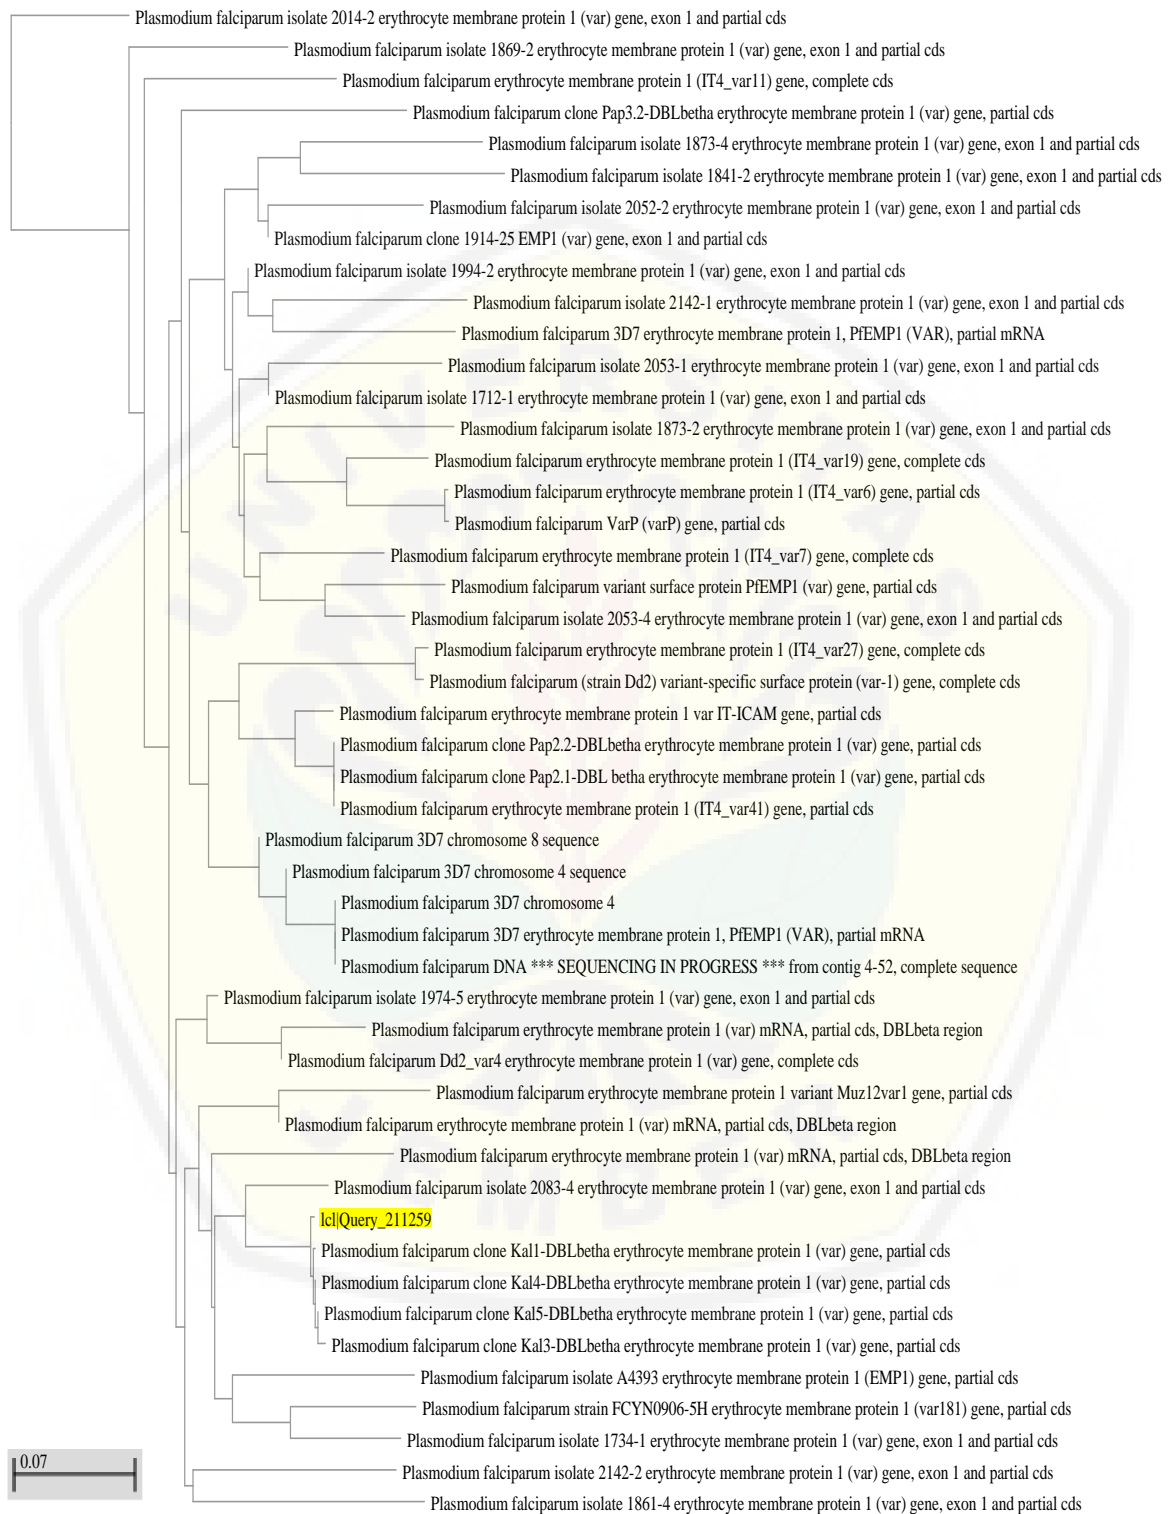 Plasmodium falciparum isolate 2014-2 erythrocyte membrane protein 1 (var) gene, exon 1 and partial cds
Plasmodium falciparum isolate 1869-2 erythrocyte membrane protein 1 (var) gene, exon 1 and partial cds
Plasmodium falciparum erythrocyte membrane protein 1 (IT4_var11) gene, complete cds
Plasmodium falciparum clone Pap3.2-DBLbetha erythrocyte membrane protein 1 (var) gene, partial cds
Plasmodium falciparum isolate 1873-4 erythrocyte membrane protein 1 (var) gene, exon 1 and partial cds
Plasmodium falciparum isolate 1841-2 erythrocyte membrane protein 1 (var) gene, exon 1 and partial cds
Plasmodium falciparum isolate 2052-2 erythrocyte membrane protein 1 (var) gene, exon 1 and partial cds
Plasmodium falciparum clone 1914-25 EMP1 (var) gene, exon 1 and partial cds
Plasmodium falciparum isolate 1994-2 erythrocyte membrane protein 1 (var) gene, exon 1 and partial cds
Plasmodium falciparum isolate 2142-1 erythrocyte membrane protein 1 (var) gene, exon 1 and partial cds
Plasmodium falciparum 3D7 erythrocyte membrane protein 1, PfEMP1 (VAR), partial mRNA
Plasmodium falciparum isolate 2053-1 erythrocyte membrane protein 1 (var) gene, exon 1 and partial cds
Plasmodium falciparum isolate 1712-1 erythrocyte membrane protein 1 (var) gene, exon 1 and partial cds
Plasmodium falciparum isolate 1873-2 erythrocyte membrane protein 1 (var) gene, exon 1 and partial cds
Plasmodium falciparum erythrocyte membrane protein 1 (IT4_var19) gene, complete cds
Plasmodium falciparum erythrocyte membrane protein 1 (IT4_var6) gene, partial cds
Plasmodium falciparum VarP (varP) gene, partial cds
Plasmodium falciparum erythrocyte membrane protein 1 (IT4_var7) gene, complete cds
Plasmodium falciparum variant surface protein PfEMP1 (var) gene, partial cds
Plasmodium falciparum isolate 2053-4 erythrocyte membrane protein 1 (var) gene, exon 1 and partial cds
Plasmodium falciparum erythrocyte membrane protein 1 (IT4_var27) gene, complete cds
Plasmodium falciparum (strain Dd2) variant-specific surface protein (var-1) gene, complete cds
Plasmodium falciparum erythrocyte membrane protein 1 var IT-ICAM gene, partial cds
Plasmodium falciparum clone Pap2.2-DBLbetha erythrocyte membrane protein 1 (var) gene, partial cds
Plasmodium falciparum clone Pap2.1-DBL betha erythrocyte membrane protein 1 (var) gene, partial cds
Plasmodium falciparum erythrocyte membrane protein 1 (IT4_var41) gene, partial cds
Plasmodium falciparum 3D7 chromosome 8 sequence
Plasmodium falciparum 3D7 chromosome 4 sequence
Plasmodium falciparum 3D7 chromosome 4
Plasmodium falciparum 3D7 erythrocyte membrane protein 1, PfEMP1 (VAR), partial mRNA
Plasmodium falciparum DNA *** SEQUENCING IN PROGRESS *** from contig 4-52, complete sequence
Plasmodium falciparum isolate 1974-5 erythrocyte membrane protein 1 (var) gene, exon 1 and partial cds
Plasmodium falciparum erythrocyte membrane protein 1 (var) mRNA, partial cds, DBLbeta region
Plasmodium falciparum Dd2_var4 erythrocyte membrane protein 1 (var) gene, complete cds
Plasmodium falciparum erythrocyte membrane protein 1 variant Muz12var1 gene, partial cds
Plasmodium falciparum erythrocyte membrane protein 1 (var) mRNA, partial cds, DBLbeta region
Plasmodium falciparum erythrocyte membrane protein 1 (var) mRNA, partial cds, DBLbeta region
Plasmodium falciparum isolate 2083-4 erythrocyte membrane protein 1 (var) gene, exon 1 and partial cds
lcl|Query_211259
Plasmodium falciparum clone Kal1-DBLbetha erythrocyte membrane protein 1 (var) gene, partial cds
Plasmodium falciparum clone Kal4-DBLbetha erythrocyte membrane protein 1 (var) gene, partial cds
Plasmodium falciparum clone Kal5-DBLbetha erythrocyte membrane protein 1 (var) gene, partial cds
Plasmodium falciparum clone Kal3-DBLbetha erythrocyte membrane protein 1 (var) gene, partial cds
Plasmodium falciparum isolate A4393 erythrocyte membrane protein 1 (EMP1) gene, partial cds
Plasmodium falciparum strain FCYN0906-5H erythrocyte membrane protein 1 (var181) gene, partial cds
Plasmodium falciparum isolate 1734-1 erythrocyte membrane protein 1 (var) gene, exon 1 and partial cds
Plasmodium falciparum isolate 2142-2 erythrocyte membrane protein 1 (var) gene, exon 1 and partial cds
Plasmodium falciparum isolate 1861-4 erythrocyte membrane protein 1 (var) gene, exon 1 and partial cds
0.07
UNIVERSITAS
JEMBER